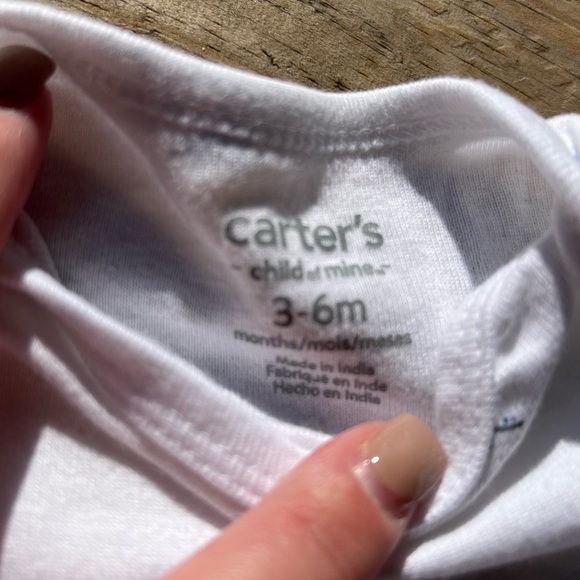 carter's
child of mine
3-6m
months/mois/meses
Made in India
Fabriqué en Inde
Hecho en India